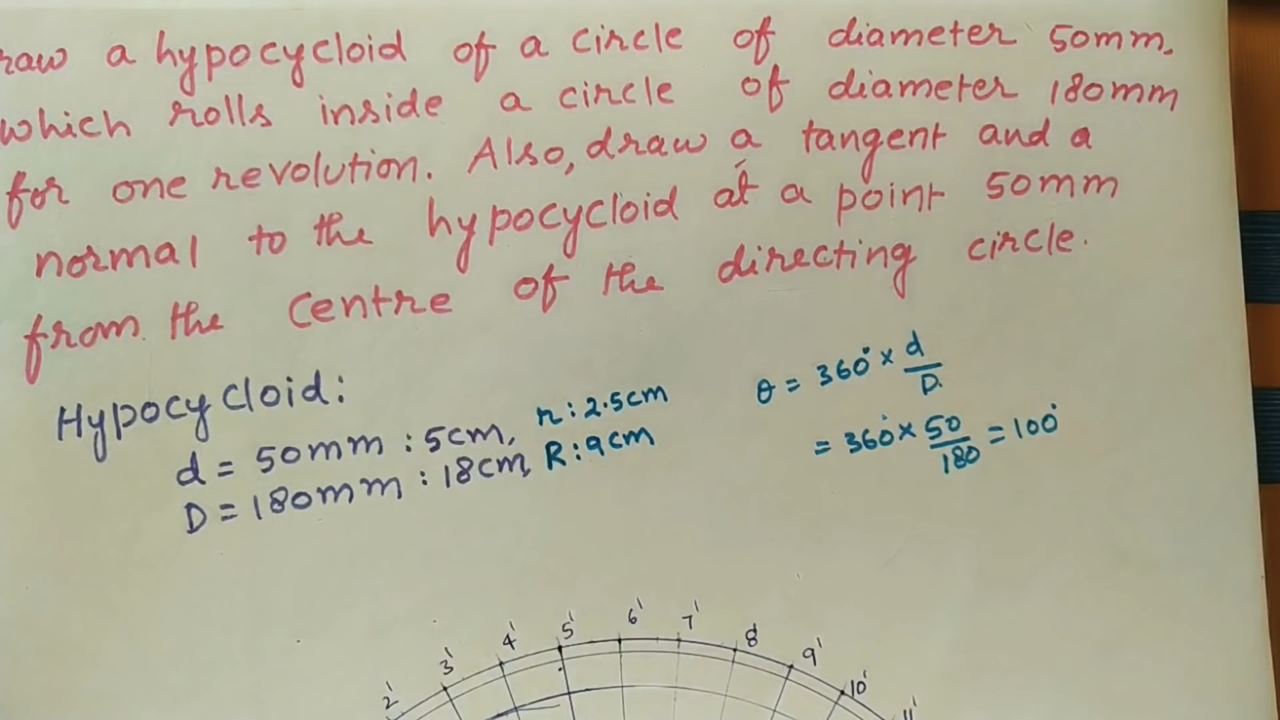 raw a hypocycloid of a circle of diameter 50mm.
which rolls inside a circle of diameter 180mm
for one revolution. Also, draw a tangent and a
normal to the hypocycloid at a point 50mm
from the centre of the directing circle.
Hypocycloid:
d = 50mm : 5cm, r : 2.5cm
D = 180mm : 18cm, R : 9cm
θ = 360° × d/D.
= 360° × 50/180 = 100°
2' 3' 4' 5' 6' 7' 8' 9' 10' 11'